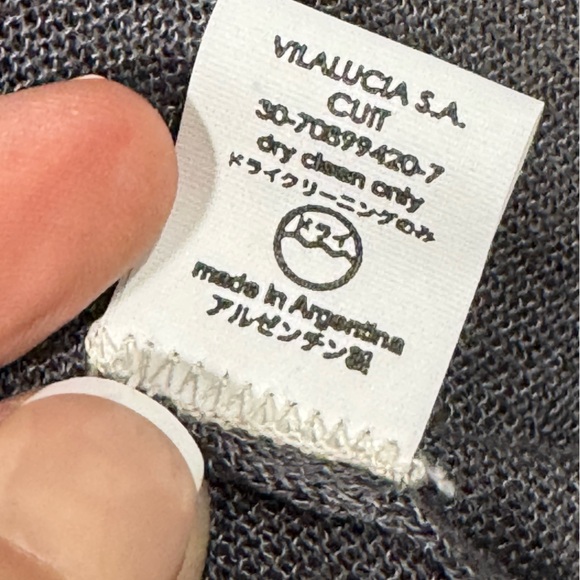 VILALUCIA S.A.
CUIT
30-70899420-7
dry clean only
ドライクリーニングのみ
ドライ
made in Argentina
アルゼンチン製